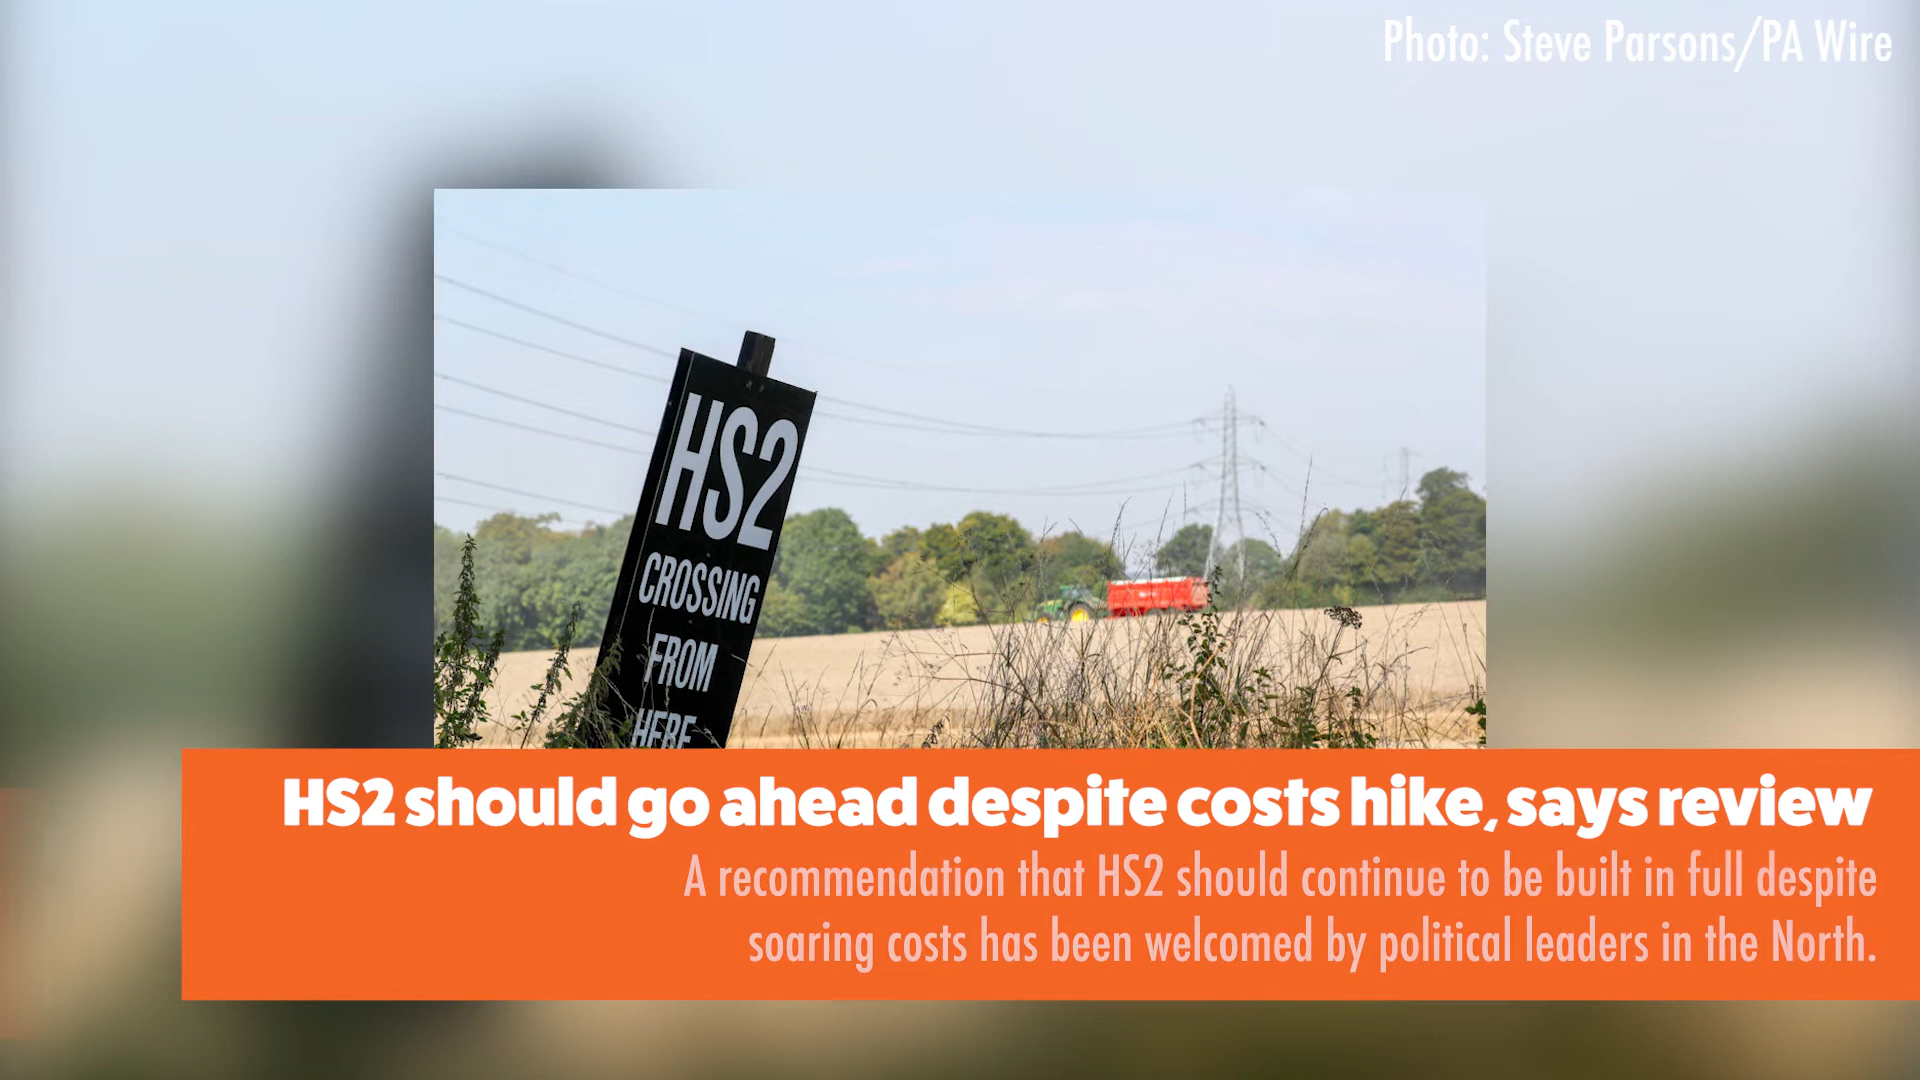 Photo: Steve Parsons/PA Wire
HS2
CROSSING
FROM
HERE
HS2 should go ahead despite costs hike, says review
A recommendation that HS2 should continue to be built in full despite
soaring costs has been welcomed by political leaders in the North.